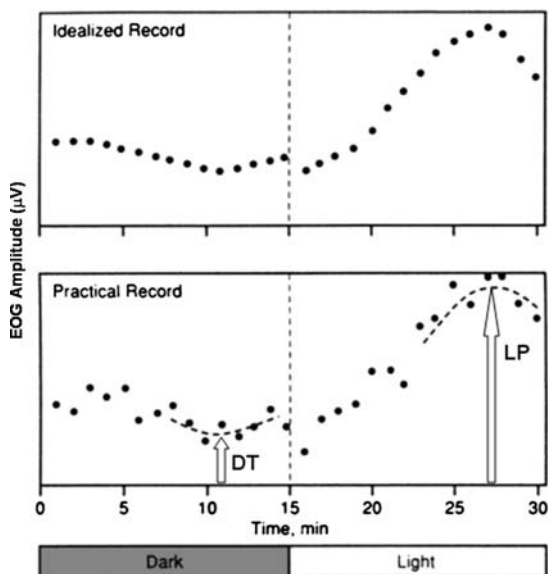 Idealized Record
EOG Amplitude (μV)
Practical Record
LP
DT
0 5 10 15 20 25 30
Time, min
Dark Light